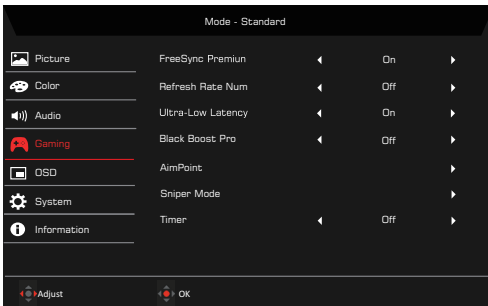 Mode - Standard
Picture
FreeSync Premiun On
Color
Refresh Rate Num Off
Audio
Ultra-Low Latency On
Gaming
Black Boost Pro Off
OSD
AimPoint
System
Sniper Mode
Information
Timer Off
Adjust OK